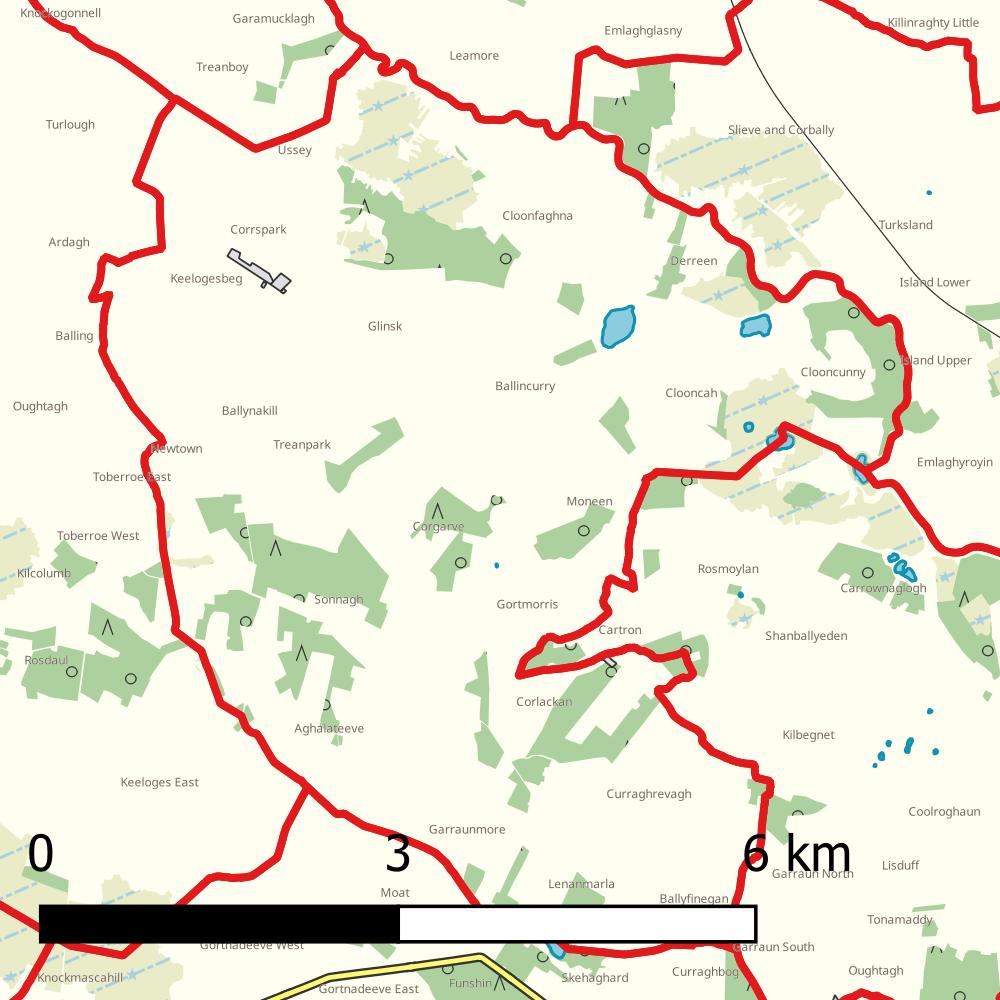 Knockogonnell
Garamucklagh
Killinraghty Little
Emlaghglasny
Leamore
Treanboy
Turlough
Slieve and Corbally
Ussey
Cloonfaghna
Turksland
Corrspark
Ardagh
Derreen
Keelogesbeg
Island Lower
Glinsk
Balling
Island Upper
Clooncunny
Ballincurry
Clooncah
Oughtagh
Ballynakill
Treanpark
Newtown
Emlaghyroyin
Toberroe East
Moneen
Corgarve
Toberroe West
Rosmoylan
Kilcolumb
Carrownaglogh
Sonnagh
Gortmorris
Cartron
Shanballyeden
Rosdaul
Corlackan
Aghalateeve
Kilbegnet
Keeloges East
Curraghrevagh
Coolroghaun
Garraunmore
0 3 6 km
Lisduff
Garraun North
Lenanmarla
Moat
Ballyfinegan
Tonamaddy
Gortnadeeve West
Garraun South
Curraghbog
Oughtagh
Knockmascahill
Skehaghard
Funshin
Gortnadeeve East